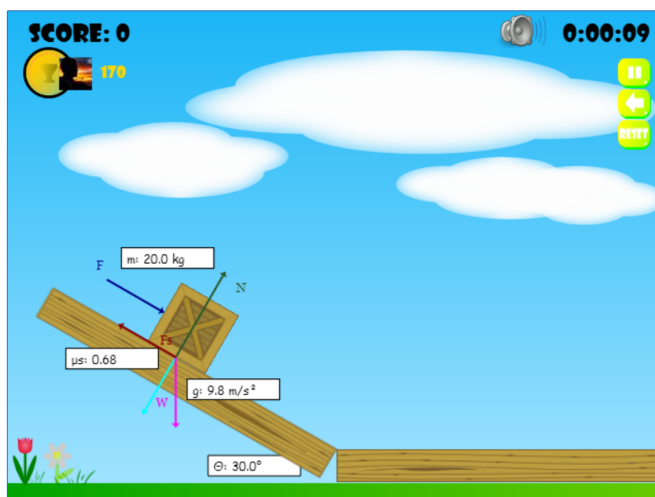 SCORE: 0
0:00:09
170
RESET
m: 20.0 kg
F
N
Fs
μs: 0.68
g: 9.8 m/s²
W
Θ: 30.0°